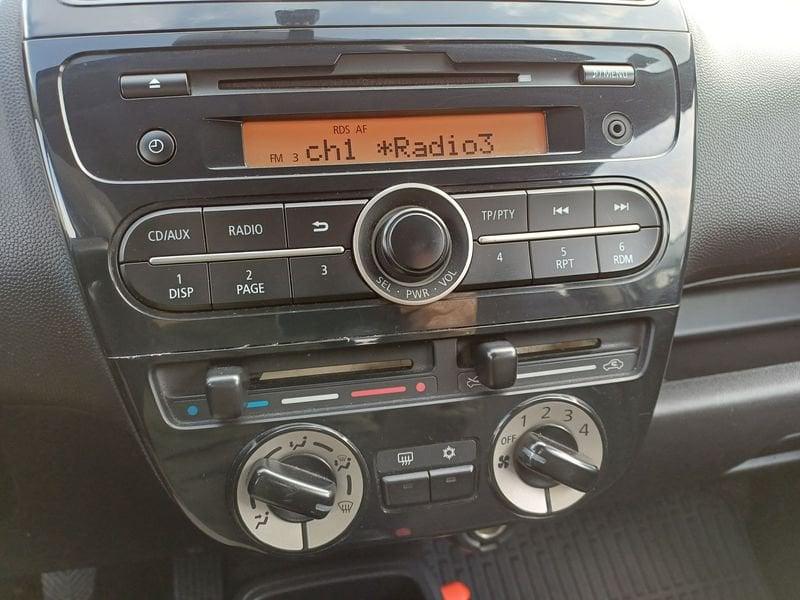 ♪/MENU
RDS AF
FM 3 ch1 *Radio3
CD/AUX RADIO TP/PTY
1 DISP
2 PAGE
3
4
5 RPT
6 RDM
SEL · PWR · VOL
OFF 1 2 3 4